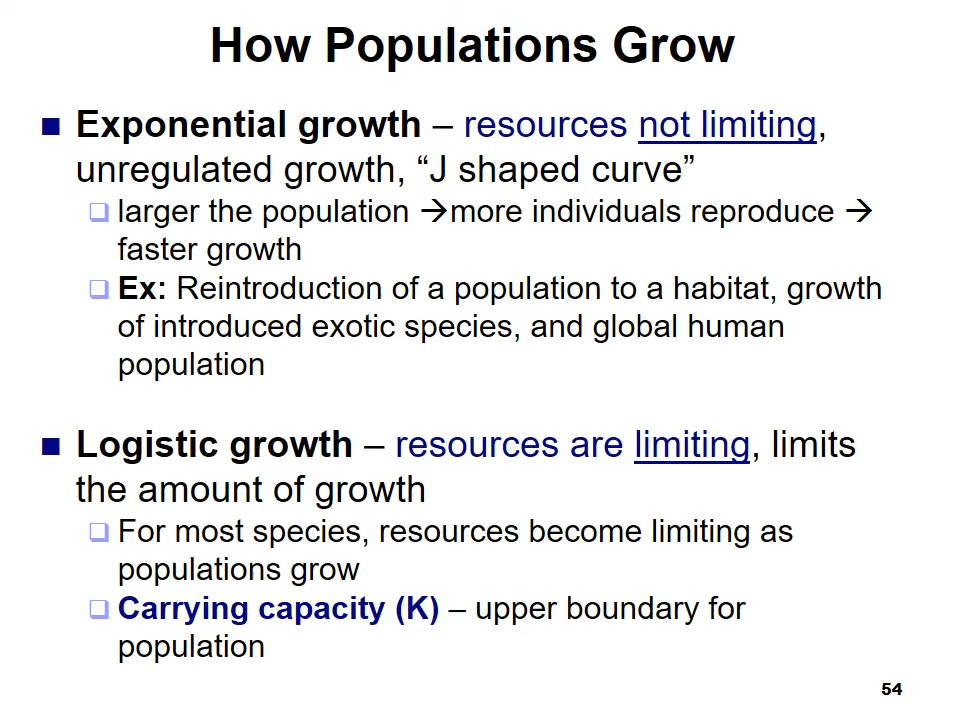 How Populations Grow
■ Exponential growth – resources not limiting,
unregulated growth, “J shaped curve”
❑ larger the population →more individuals reproduce →
faster growth
❑ Ex: Reintroduction of a population to a habitat, growth
of introduced exotic species, and global human
population
■ Logistic growth – resources are limiting, limits
the amount of growth
❑ For most species, resources become limiting as
populations grow
❑ Carrying capacity (K) – upper boundary for
population
54